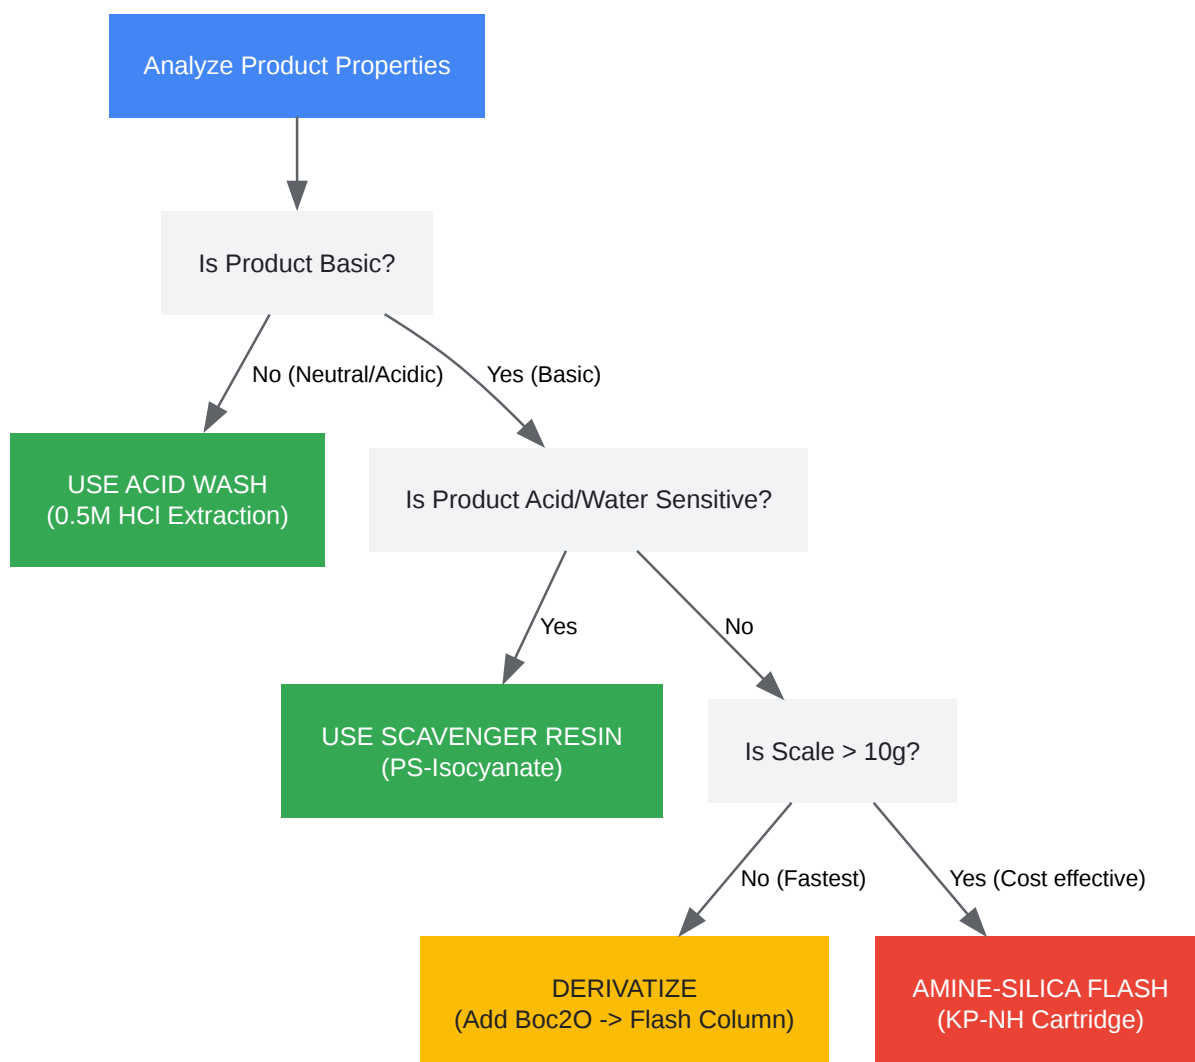 Analyze Product Properties
Is Product Basic?
No (Neutral/Acidic)
Yes (Basic)
USE ACID WASH
(0.5M HCl Extraction)
Is Product Acid/Water Sensitive?
Yes
No
USE SCAVENGER RESIN
(PS-Isocyanate)
Is Scale > 10g?
No (Fastest)
Yes (Cost effective)
DERIVATIZE
(Add Boc2O -> Flash Column)
AMINE-SILICA FLASH
(KP-NH Cartridge)